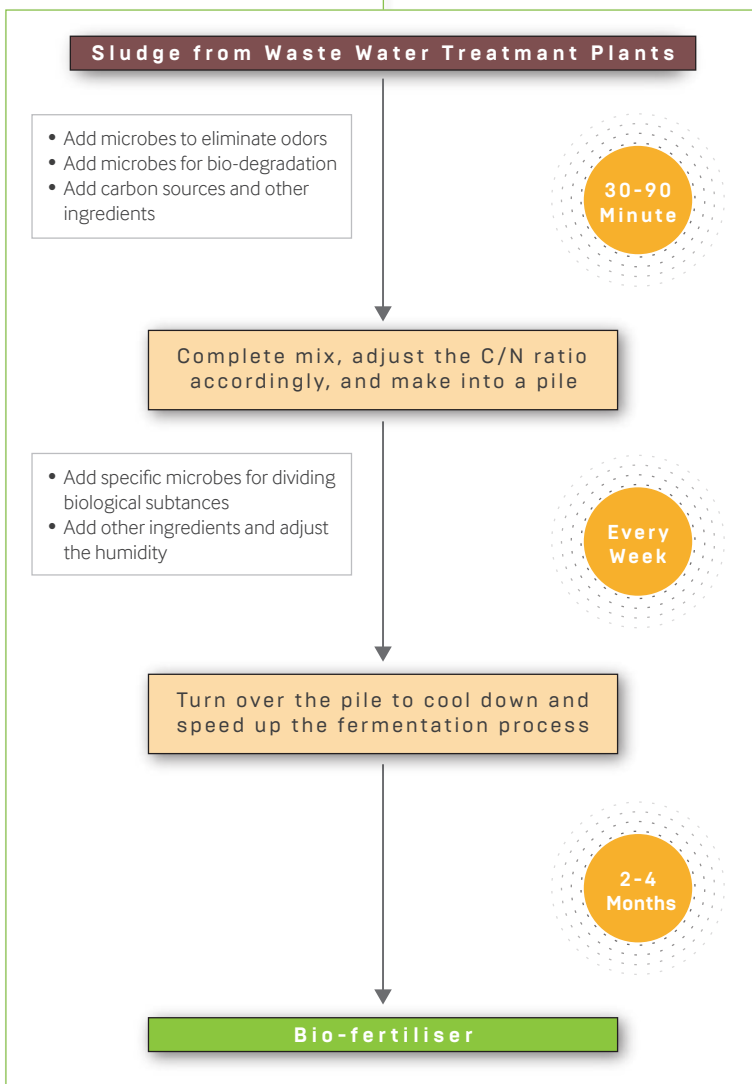 Sludge from Waste Water Treatmant Plants
• Add microbes to eliminate odors
• Add microbes for bio-degradation
• Add carbon sources and other
ingredients
30-90
Minute
Complete mix, adjust the C/N ratio
accordingly, and make into a pile
• Add specific microbes for dividing
biological subtances
• Add other ingredients and adjust
the humidity
Every
Week
Turn over the pile to cool down and
speed up the fermentation process
2-4
Months
Bio-fertiliser